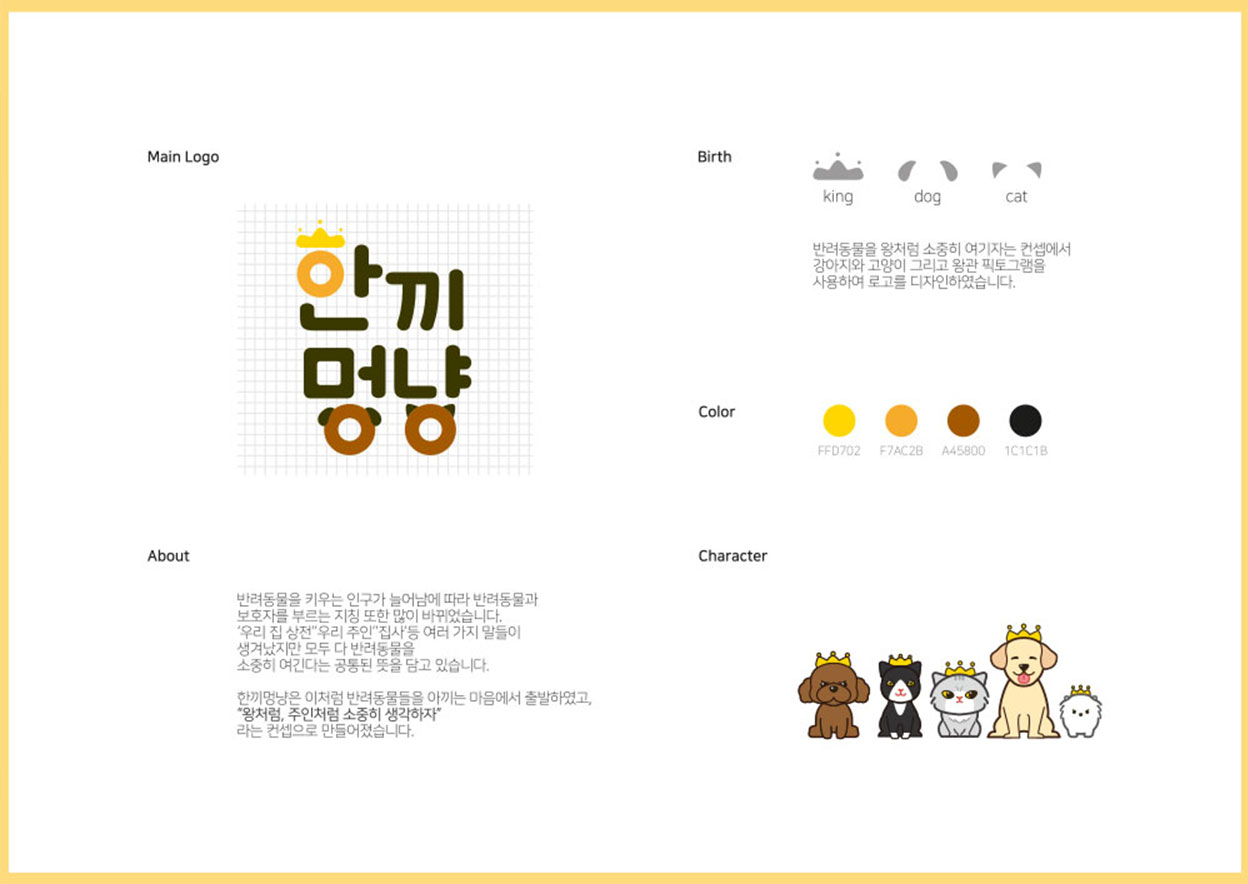 Main Logo
안끼
멍냥
About
반려동물을 키우는 인구가 늘어남에 따라 반려동물과
보호자를 부르는 지칭 또한 많이 바뀌었습니다.
'우리 집 상전''우리 주인''집사'등 여러 가지 말들이
생겨났지만 모두 다 반려동물을
소중히 여긴다는 공통된 뜻을 담고 있습니다.
한끼멍냥은 이처럼 반려동물들을 아끼는 마음에서 출발하였고,
"왕처럼, 주인처럼 소중히 생각하자"
라는 컨셉으로 만들어졌습니다.
Birth
king dog cat
반려동물을 왕처럼 소중히 여기자는 컨셉에서
강아지와 고양이 그리고 왕관 픽토그램을
사용하여 로고를 디자인하였습니다.
Color
FFD702 F7AC2B A45800 1C1C1B
Character